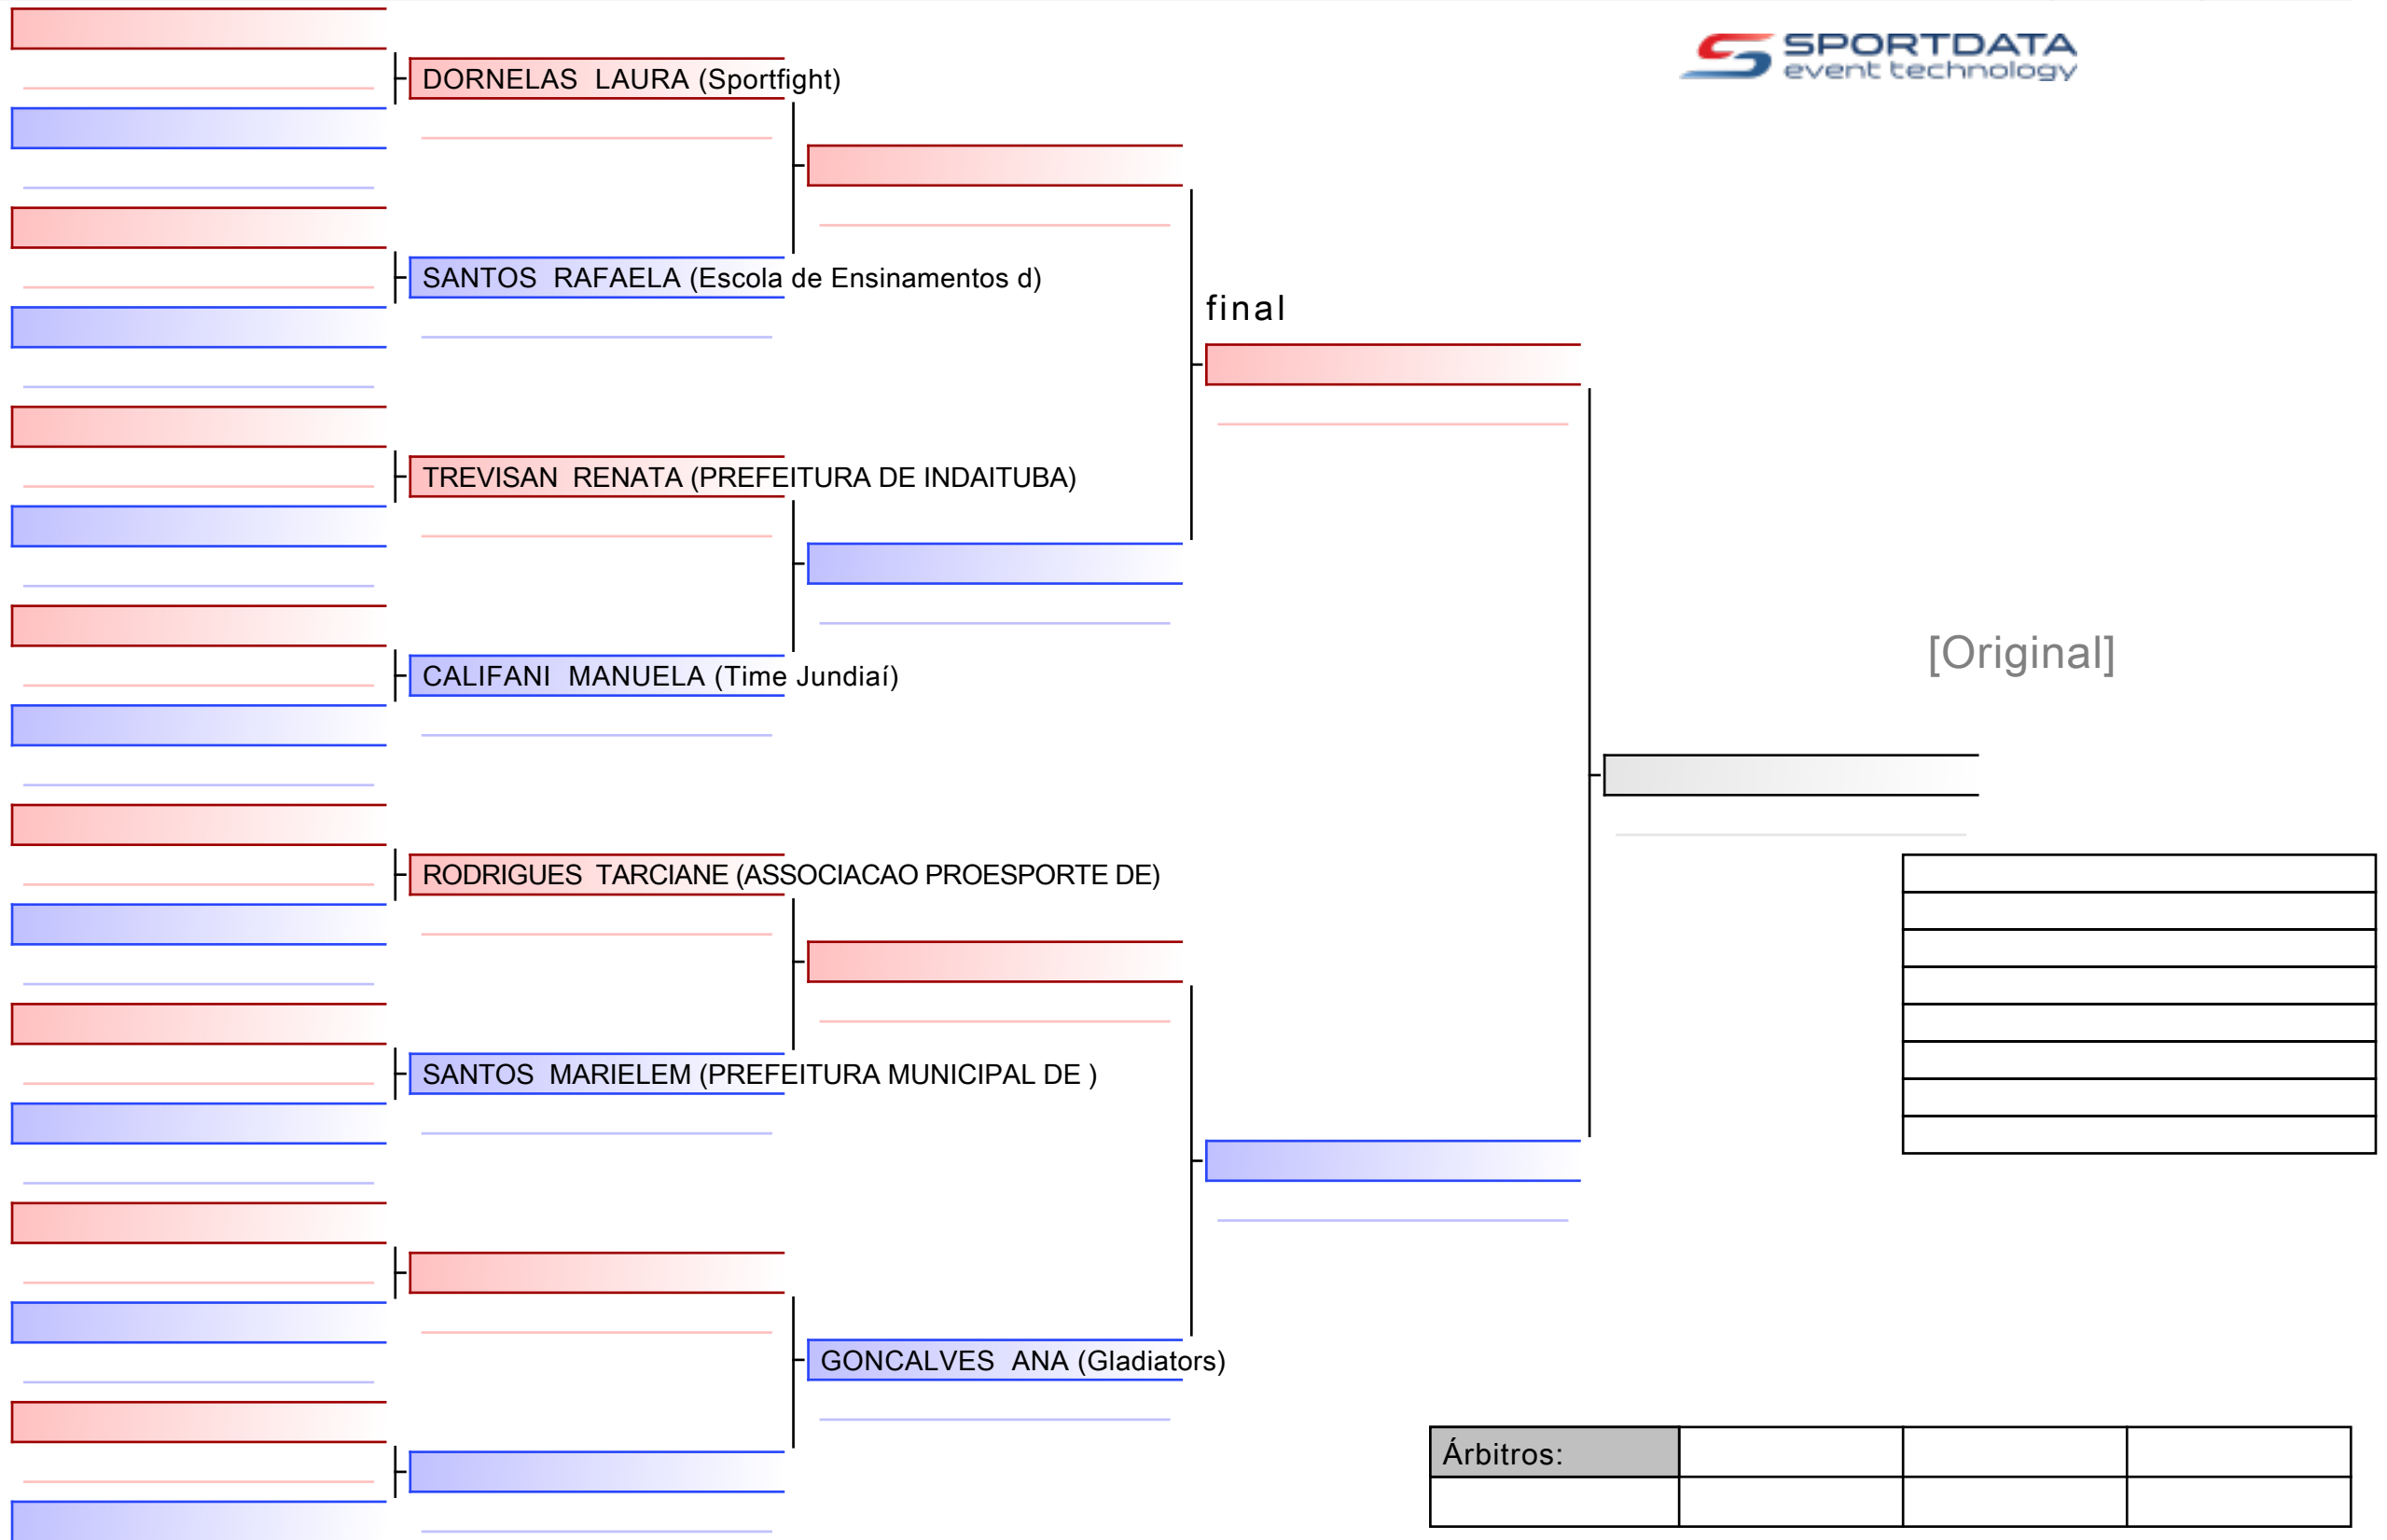 SPORTDATA
event technology
DORNELAS LAURA (Sportfight)
SANTOS RAFAELA (Escola de Ensinamentos d)
final
TREVISAN RENATA (PREFEITURA DE INDAITUBA)
[Original]
CALIFANI MANUELA (Time Jundiaí)
RODRIGUES TARCIANE (ASSOCIACAO PROESPORTE DE)
SANTOS MARIELEM (PREFEITURA MUNICIPAL DE )
GONCALVES ANA (Gladiators)
Árbitros: